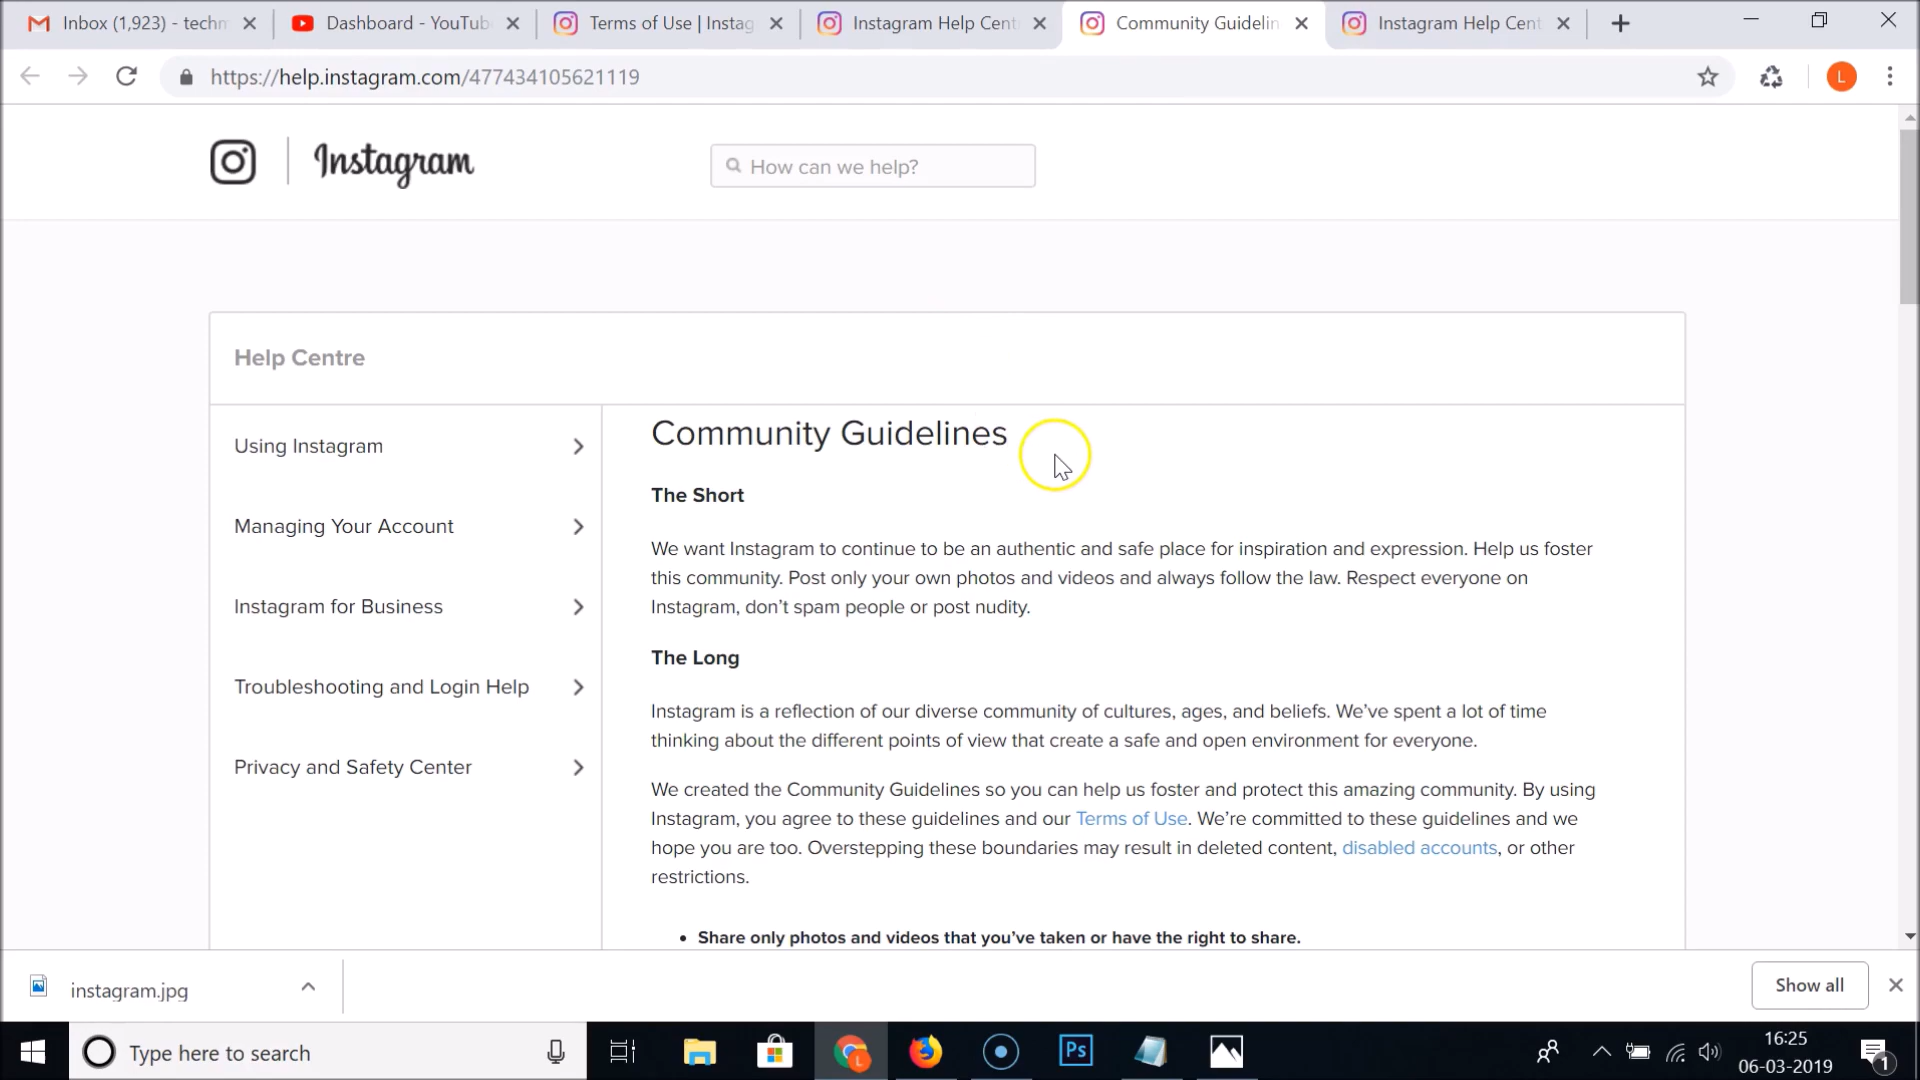 Inbox (1,923) - techn
Dashboard - YouTub
Terms of Use | Instag
Instagram Help Cent
Community Guidelin
Instagram Help Cent
https://help.instagram.com/477434105621119
L
Instagram
How can we help?
Help Centre
Using Instagram
Managing Your Account
Instagram for Business
Troubleshooting and Login Help
Privacy and Safety Center
Community Guidelines
The Short
We want Instagram to continue to be an authentic and safe place for inspiration and expression. Help us foster
this community. Post only your own photos and videos and always follow the law. Respect everyone on
Instagram, don’t spam people or post nudity.
The Long
Instagram is a reflection of our diverse community of cultures, ages, and beliefs. We’ve spent a lot of time
thinking about the different points of view that create a safe and open environment for everyone.
We created the Community Guidelines so you can help us foster and protect this amazing community. By using
Instagram, you agree to these guidelines and our Terms of Use. We’re committed to these guidelines and we
hope you are too. Overstepping these boundaries may result in deleted content, disabled accounts, or other
restrictions.
• Share only photos and videos that you’ve taken or have the right to share.
instagram.jpg
Show all
Type here to search
L
Ps
16:25
06-03-2019
1